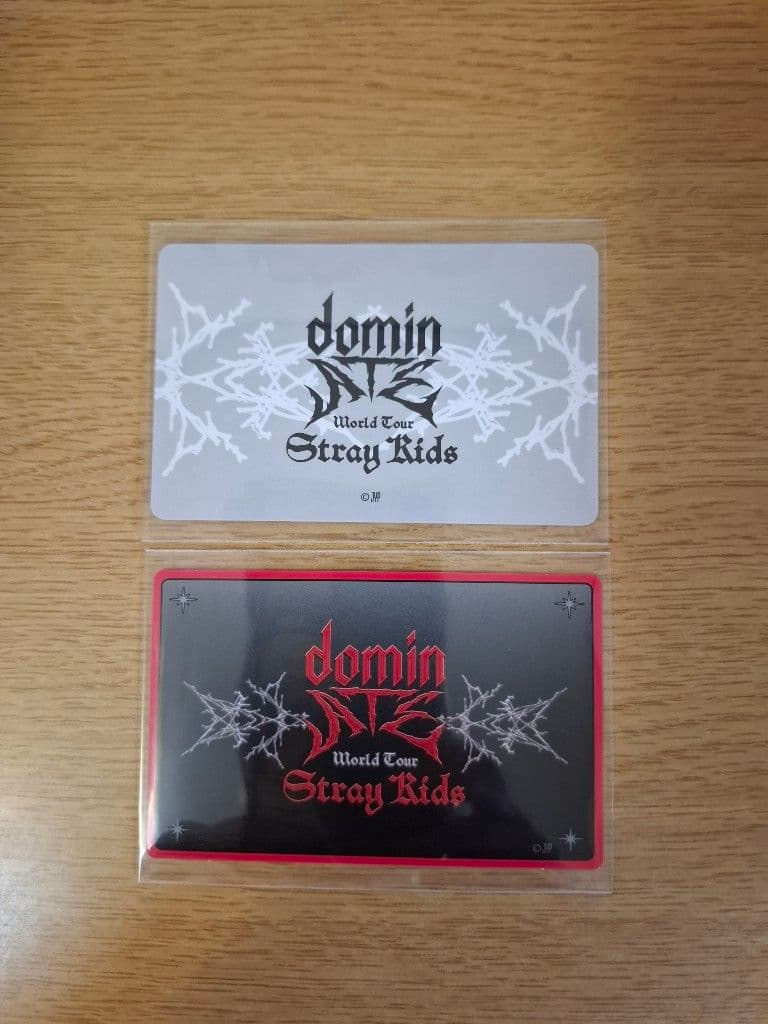 domin
ATE
World Tour
Stray Kids
© JYP
domin
ATE
World Tour
Stray Kids
© JYP